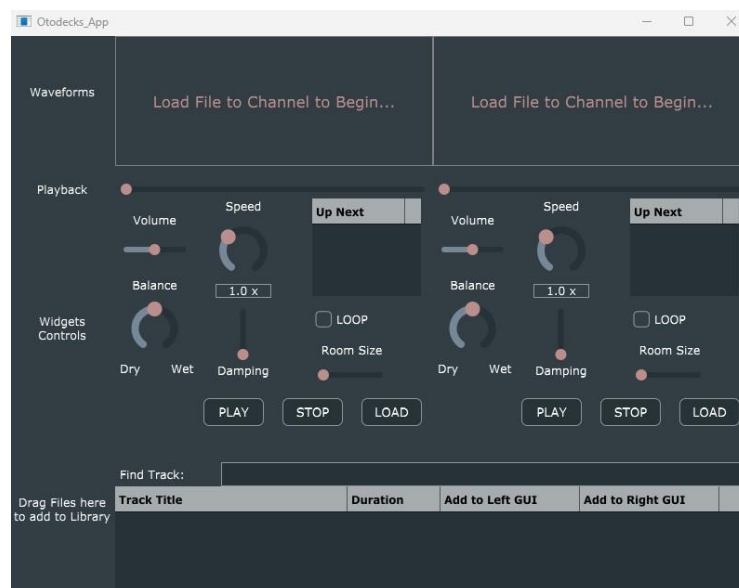 Otodecks_App
Waveforms
Load File to Channel to Begin...
Load File to Channel to Begin...
Playback
Volume
Speed
Up Next
Volume
Speed
Up Next
Balance
1.0 x
Balance
1.0 x
Widgets
Controls
LOOP
LOOP
Room Size
Room Size
Dry Wet Damping
Dry Wet Damping
PLAY STOP LOAD
PLAY STOP LOAD
Find Track:
Drag Files here
to add to Library
Track Title Duration Add to Left GUI Add to Right GUI